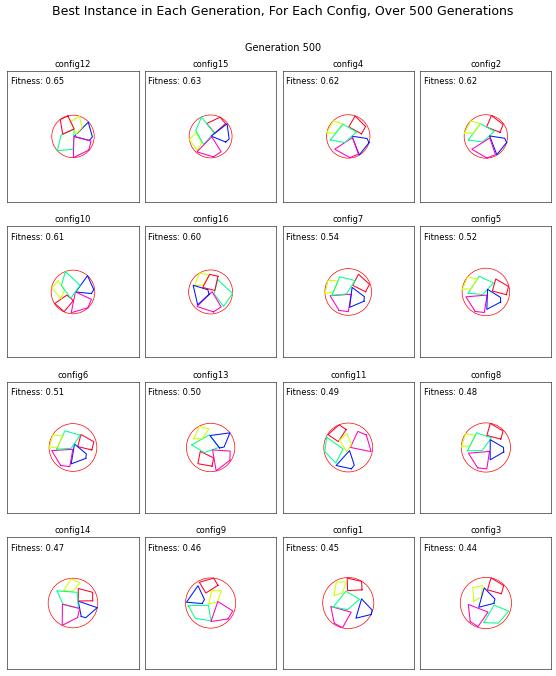 Best Instance in Each Generation, For Each Config, Over 500 Generations
Generation 500
config12
Fitness: 0.65
config15
Fitness: 0.63
config4
Fitness: 0.62
config2
Fitness: 0.62
config10
Fitness: 0.61
config16
Fitness: 0.60
config7
Fitness: 0.54
config5
Fitness: 0.52
config6
Fitness: 0.51
config13
Fitness: 0.50
config11
Fitness: 0.49
config8
Fitness: 0.48
config14
Fitness: 0.47
config9
Fitness: 0.46
config1
Fitness: 0.45
config3
Fitness: 0.44